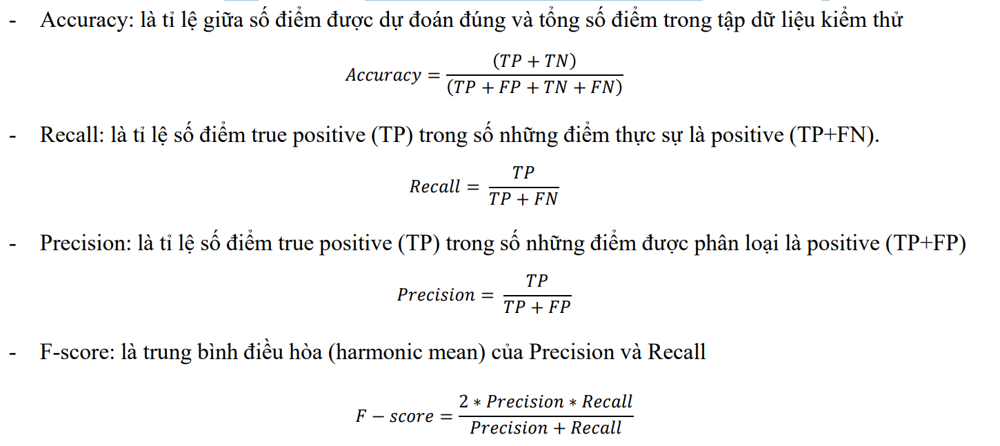 - Accuracy: là tỉ lệ giữa số điểm được dự đoán đúng và tổng số điểm trong tập dữ liệu kiểm thử
Accuracy = (TP + TN) / (TP + FP + TN + FN)
- Recall: là tỉ lệ số điểm true positive (TP) trong số những điểm thực sự là positive (TP+FN).
Recall = TP / TP + FN
- Precision: là tỉ lệ số điểm true positive (TP) trong số những điểm được phân loại là positive (TP+FP)
Precision = TP / TP + FP
- F-score: là trung bình điều hòa (harmonic mean) của Precision và Recall
F − score = 2 ∗ Precision ∗ Recall / Precision + Recall